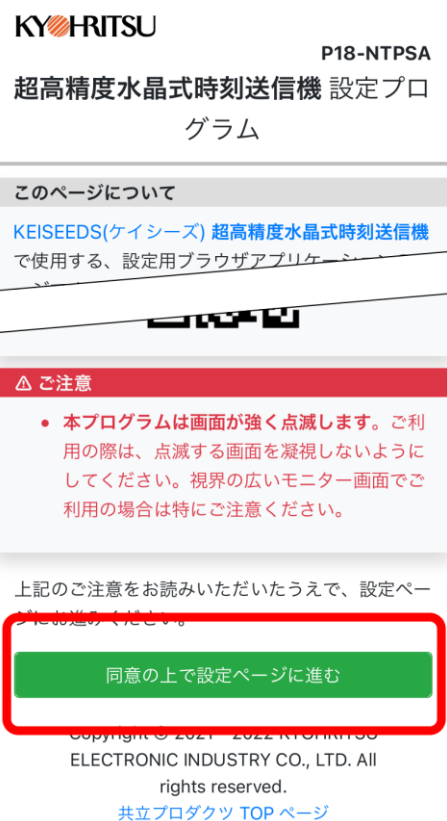 KYOHRITSU
P18-NTPSA
超高精度水晶式時刻送信機 設定プロ
グラム
このページについて
KEISEEDS(ケイシーズ) 超高精度水晶式時刻送信機
で使用する、設定用ブラウザアプリケーションの
ご注意
• 本プログラムは画面が強く点滅します。ご利
用の際は、点滅する画面を凝視しないように
してください。視界の広いモニター画面でご
利用の場合は特にご注意ください。
上記のご注意をお読みいただいたうえで、設定ペー
ジにお進みください。
同意の上で設定ページに進む
Copyright © 2021 - 2022 KYOHRITSU
ELECTRONIC INDUSTRY CO., LTD. All
rights reserved.
共立プロダクツ TOP ページ